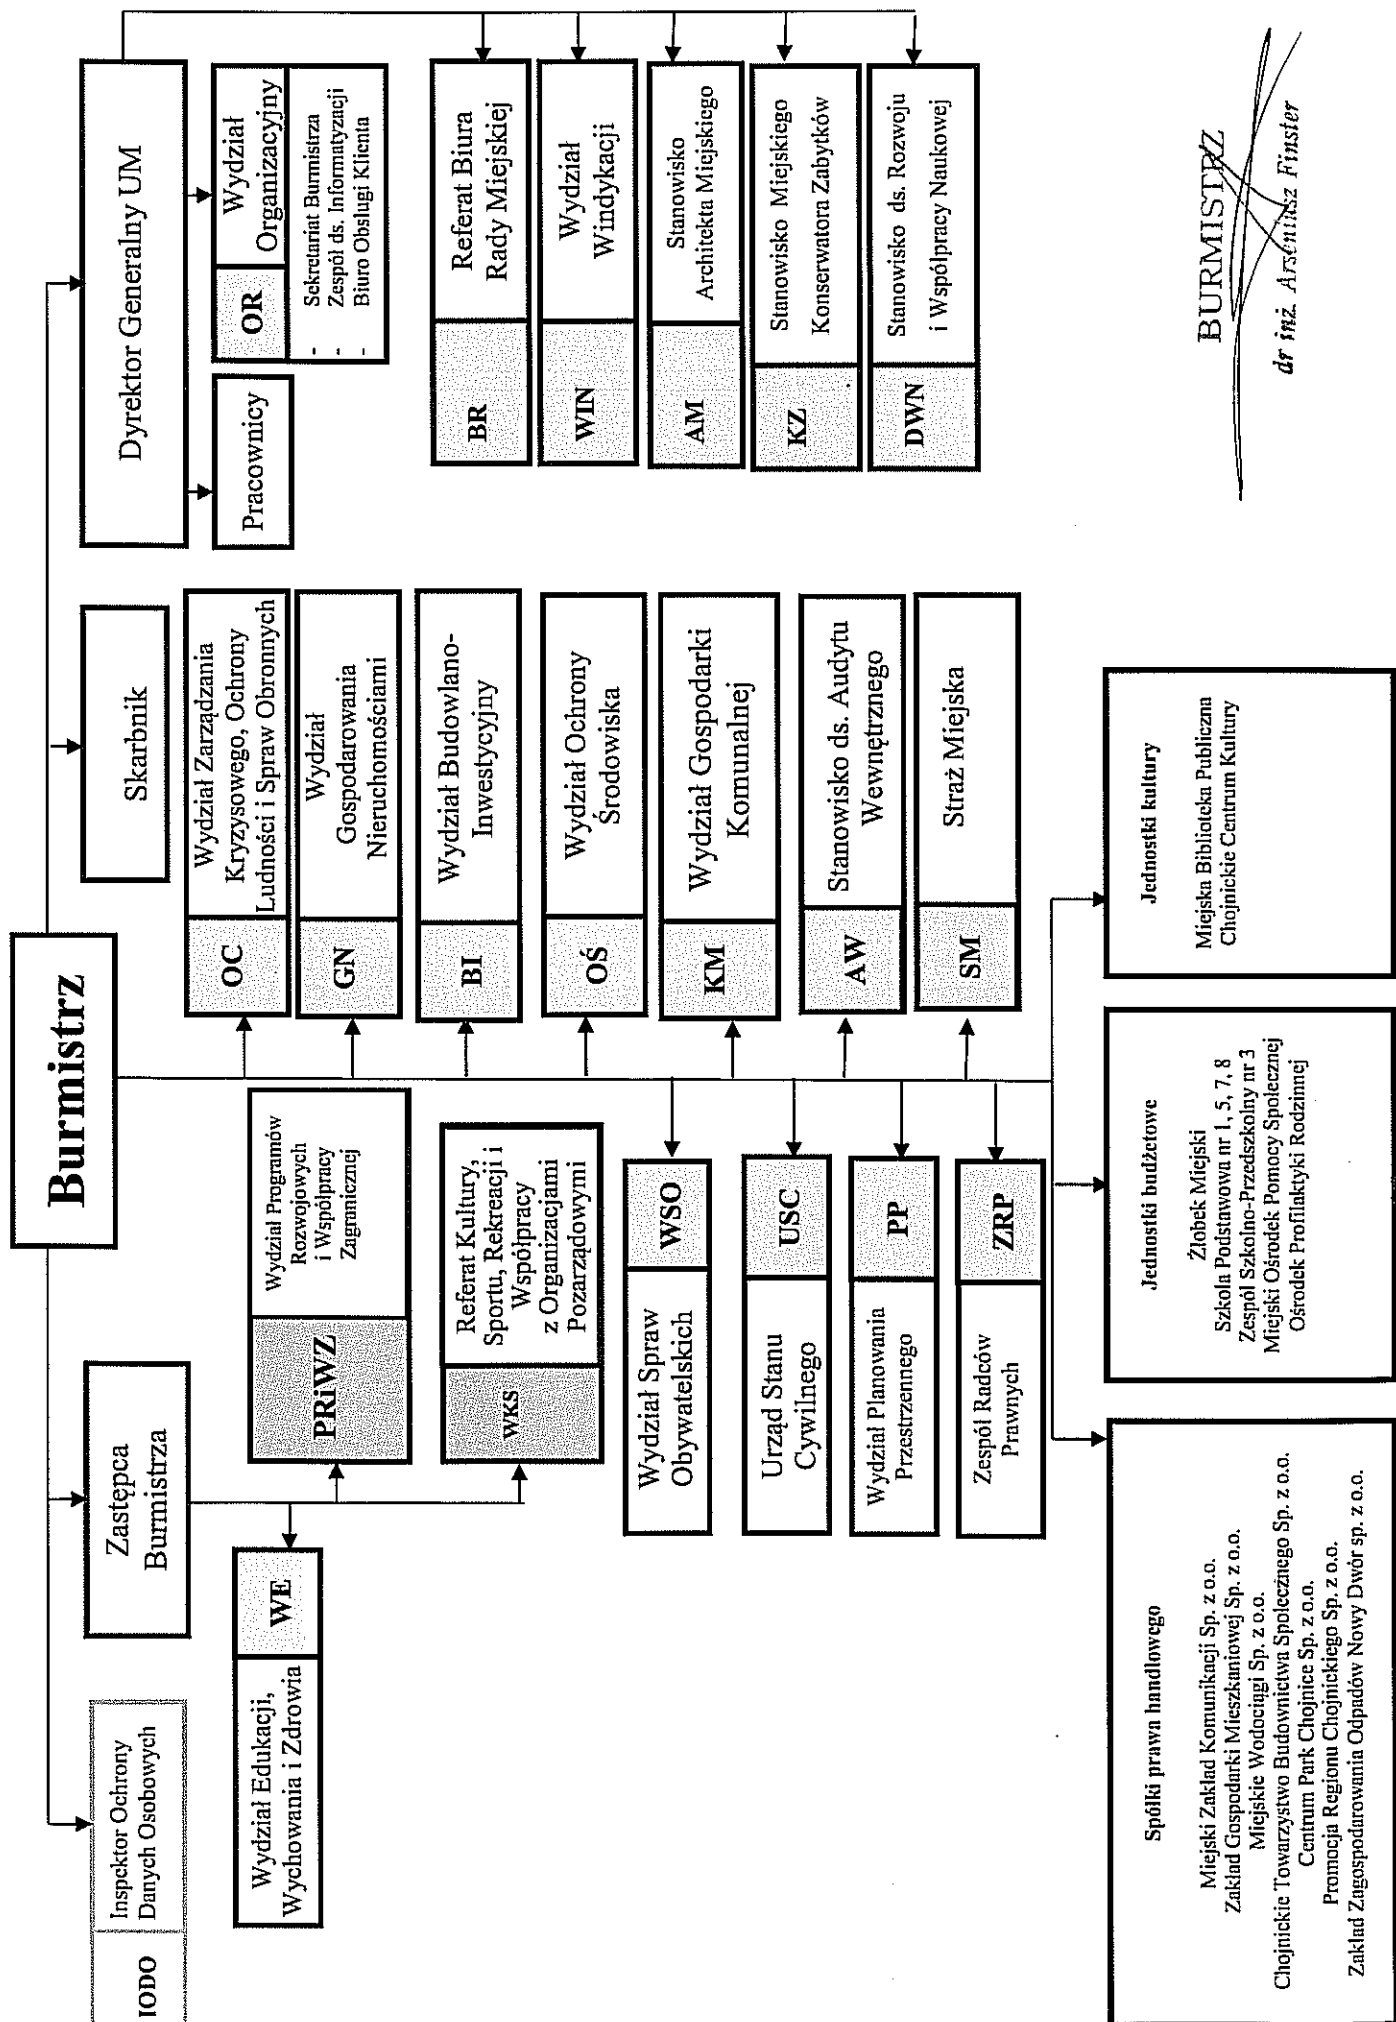 Burmistrz
IODO
Inspektor Ochrony
Danych Osobowych
Zastępca
Burmistrza
Skarbnik
Dyrektor Generalny UM
WE
Wydział Edukacji,
Wychowania i Zdrowia
PRiWZ
Wydział Programów
Rozwojowych
i Współpracy
Zagranicznej
WKS
Referat Kultury,
Sportu, Rekreacji i
Współpracy
z Organizacjami
Pozarządowymi
Wydział Spraw
Obywatelskich
WSO
Urząd Stanu
Cywilnego
USC
Wydział Planowania
Przestrzennego
PP
Zespół Radców
Prawnych
ZRP
OC
Wydział Zarządzania
Kryzysowego, Ochrony
Ludności i Spraw Obronnych
GN
Wydział
Gospodarowania
Nieruchomościami
BI
Wydział Budowlano-
Inwestycyjny
OŚ
Wydział Ochrony
Środowiska
KM
Wydział Gospodarki
Komunalnej
AW
Stanowisko ds. Audytu
Wewnętrznego
SM
Straż Miejska
Pracownicy
OR
Wydział
Organizacyjny
- Sekretariat Burmistrza
- Zespół ds. Informatyzacji
- Biuro Obsługi Klienta
BR
Referat Biura
Rady Miejskiej
WIN
Wydział
Windykacji
AM
Stanowisko
Architekta Miejskiego
KZ
Stanowisko Miejskiego
Konserwatora Zabytków
DWN
Stanowisko ds. Rozwoju
i Współpracy Naukowej
Spółki prawa handlowego
Miejski Zakład Komunikacji Sp. z o.o.
Zakład Gospodarki Mieszkaniowej Sp. z o.o.
Miejskie Wodociągi Sp. z o.o.
Chojnickie Towarzystwo Budownictwa Społecznego Sp. z o.o.
Centrum Park Chojnice Sp. z o.o.
Promocja Regionu Chojnickiego Sp. z o.o.
Zakład Zagospodarowania Odpadów Nowy Dwór sp. z o.o.
Jednostki budżetowe
Żłobek Miejski
Szkoła Podstawowa nr 1, 5, 7, 8
Zespół Szkolno-Przedszkolny nr 3
Miejski Ośrodek Pomocy Społecznej
Ośrodek Profilaktyki Rodzinnej
Jednostki kultury
Miejska Biblioteka Publiczna
Chojnickie Centrum Kultury
BURMISTRZ
dr inż. Arseniusz Finster